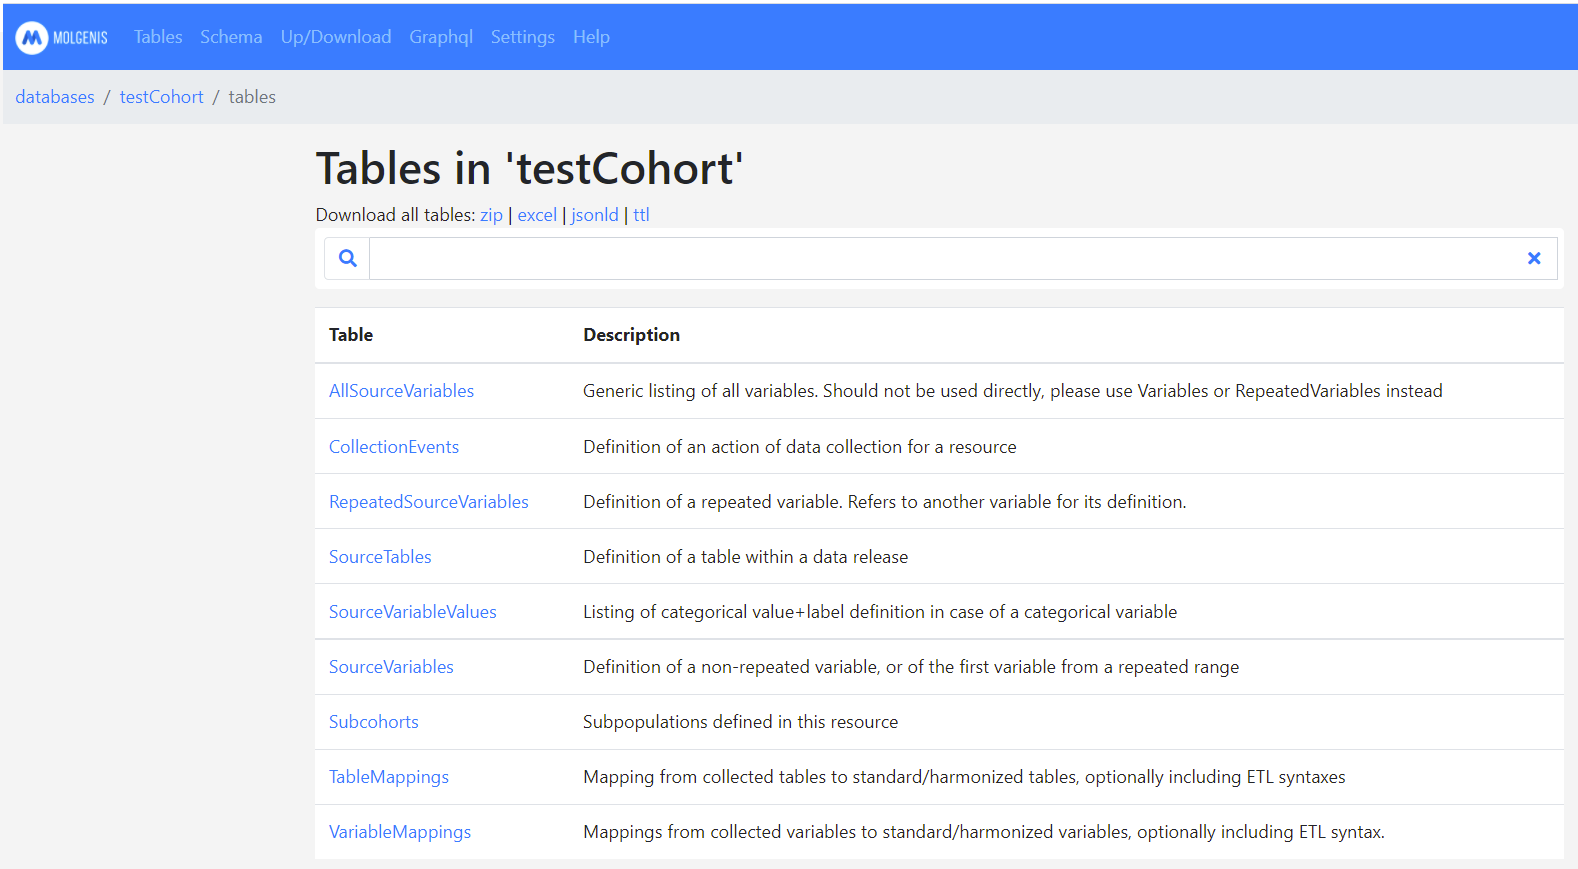 MOLGENIS Tables Schema Up/Download Graphql Settings Help
databases / testCohort / tables
Tables in 'testCohort'
Download all tables: zip | excel | jsonld | ttl
Table Description
AllSourceVariables Generic listing of all variables. Should not be used directly, please use Variables or RepeatedVariables instead
CollectionEvents Definition of an action of data collection for a resource
RepeatedSourceVariables Definition of a repeated variable. Refers to another variable for its definition.
SourceTables Definition of a table within a data release
SourceVariableValues Listing of categorical value+label definition in case of a categorical variable
SourceVariables Definition of a non-repeated variable, or of the first variable from a repeated range
Subcohorts Subpopulations defined in this resource
TableMappings Mapping from collected tables to standard/harmonized tables, optionally including ETL syntaxes
VariableMappings Mappings from collected variables to standard/harmonized variables, optionally including ETL syntax.